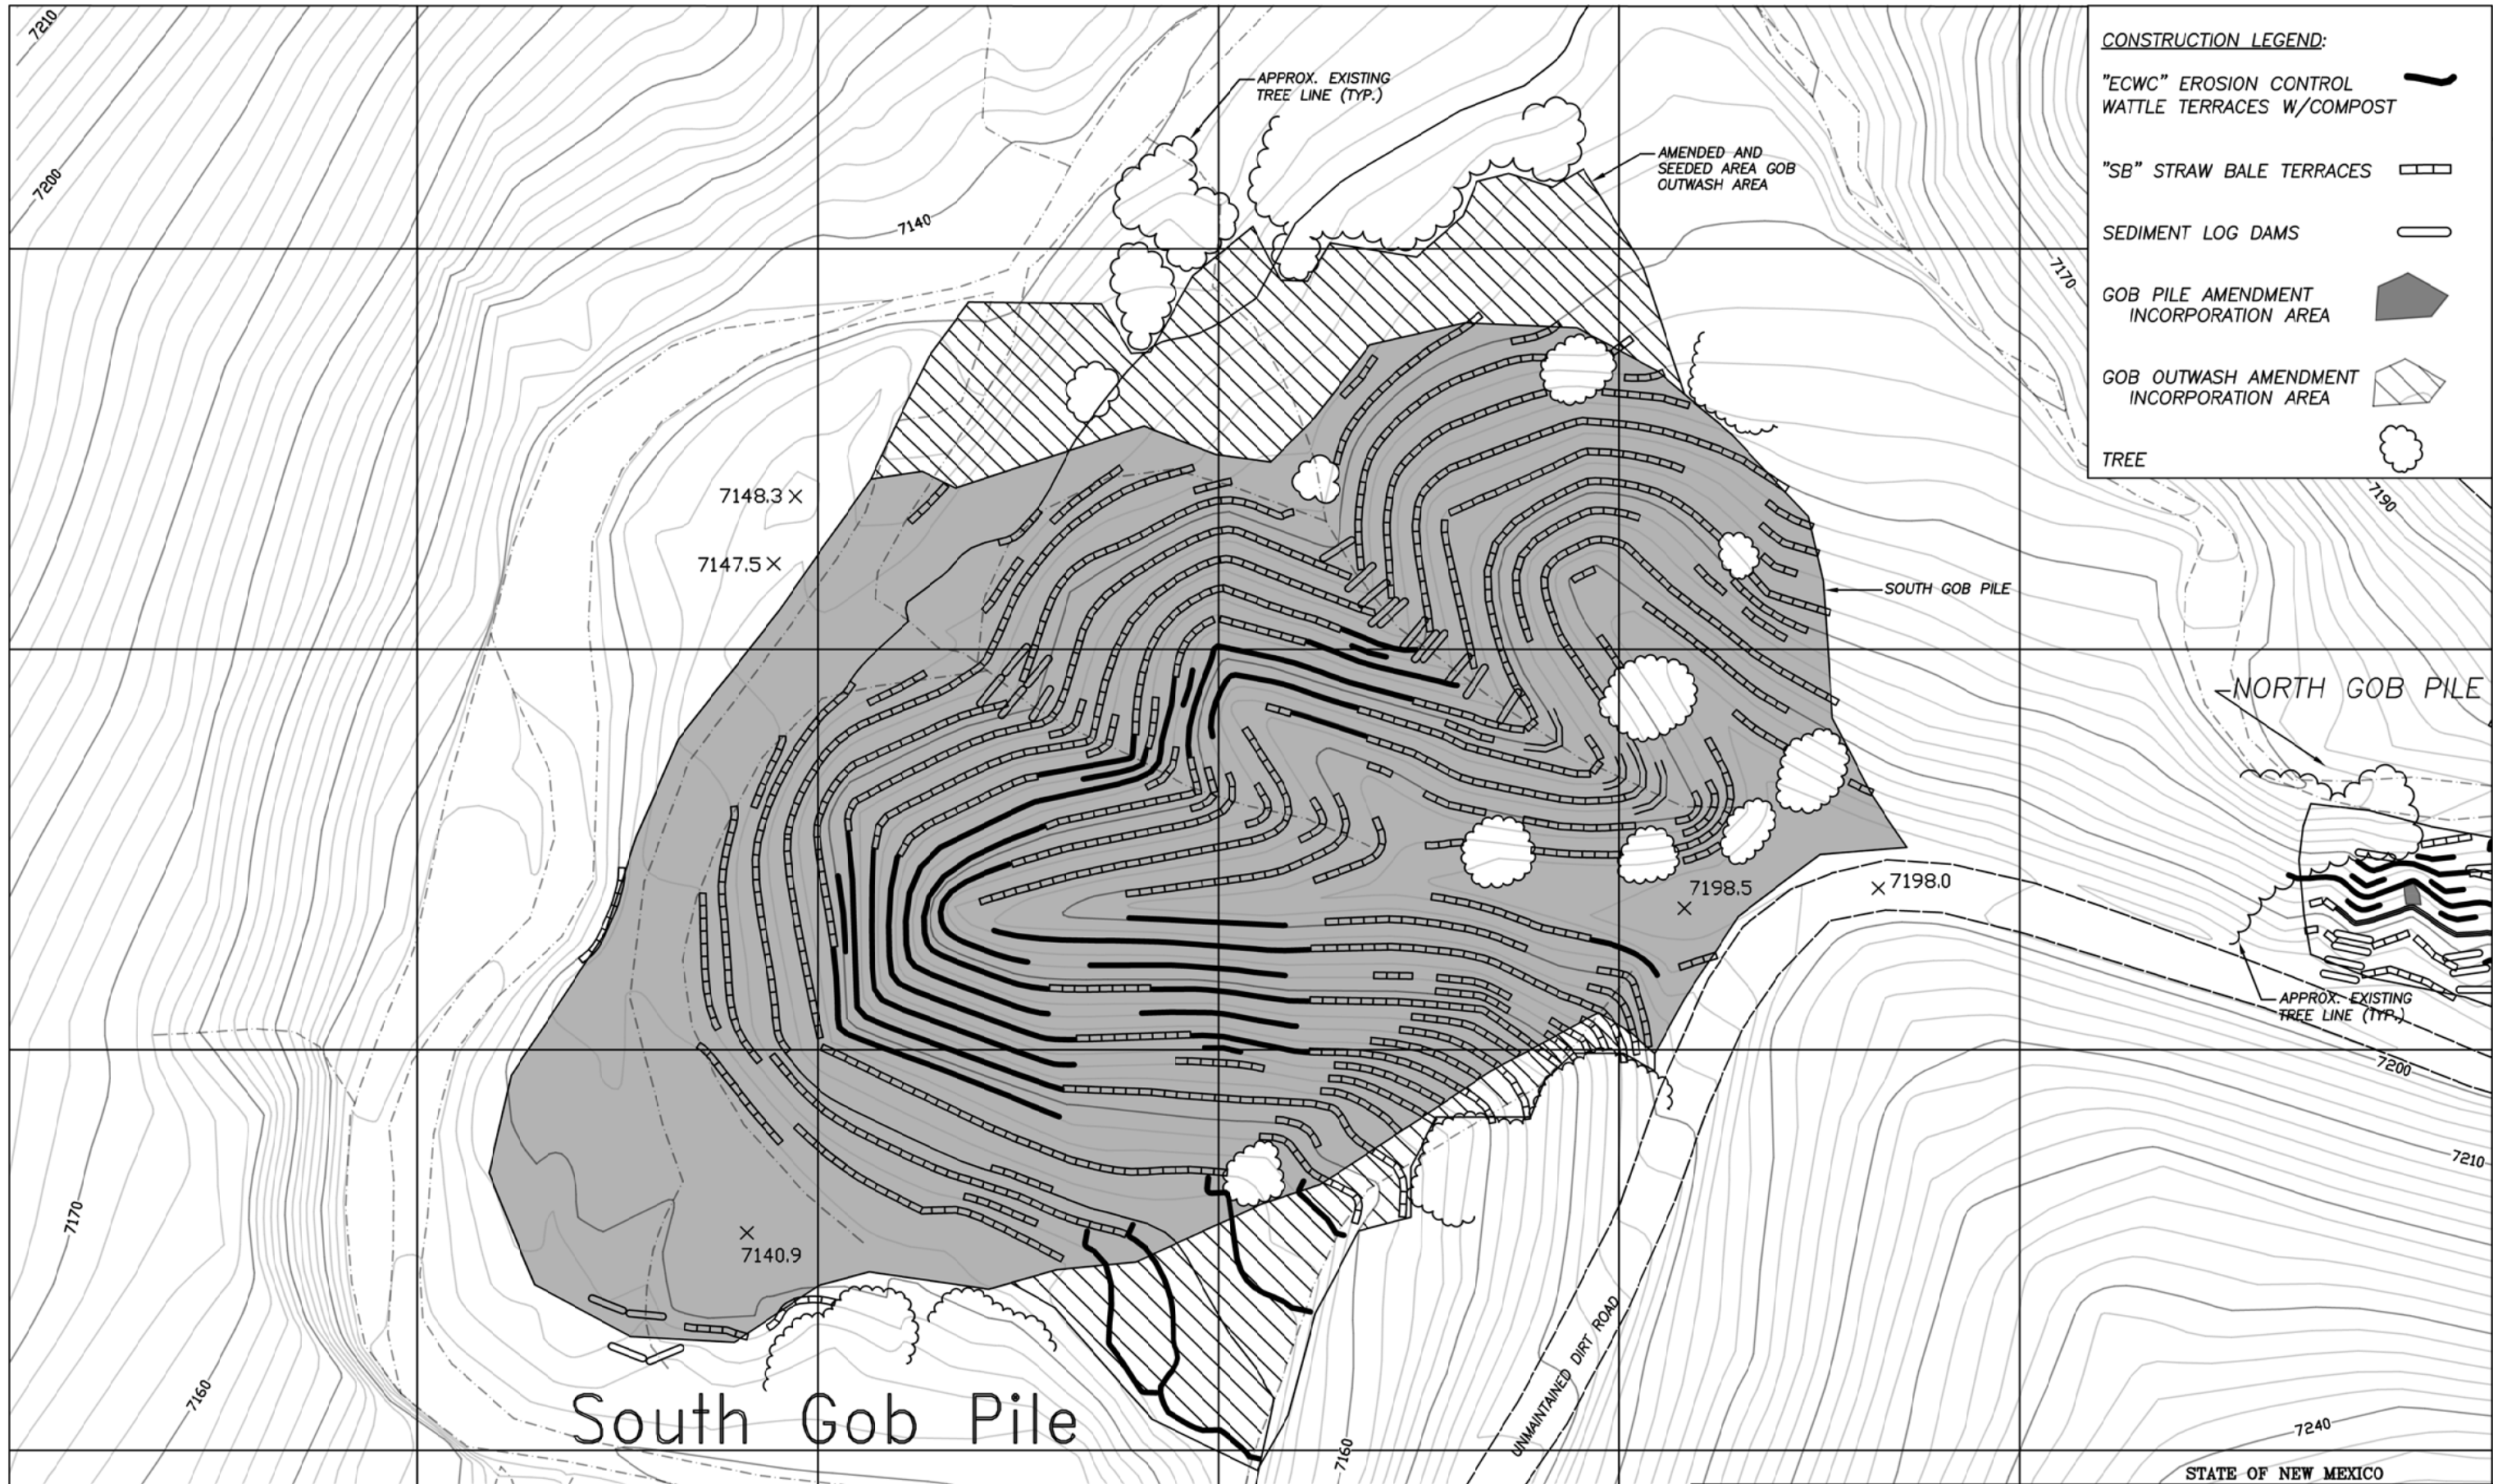 7210
7200
APPROX. EXISTING
TREE LINE (TYP.)
AMENDED AND
SEEDED AREA GOB
OUTWASH AREA
7140
7170
7190
CONSTRUCTION LEGEND:
"ECWC" EROSION CONTROL
WATTLE TERRACES W/COMPOST
"SB" STRAW BALE TERRACES
SEDIMENT LOG DAMS
GOB PILE AMENDMENT
INCORPORATION AREA
GOB OUTWASH AMENDMENT
INCORPORATION AREA
TREE
7148.3
7147.5
SOUTH GOB PILE
NORTH GOB PILE
7198.5
7198.0
APPROX. EXISTING
TREE LINE (TYP.)
7200
7210
7170
7140.9
7160
South Gob Pile
7160
UNMAINTAINED DIRT ROAD
7240
STATE OF NEW MEXICO